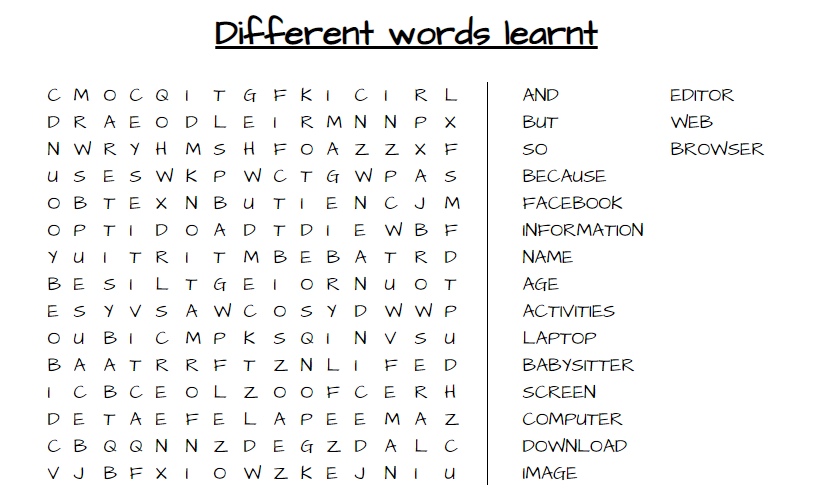 Different words learnt
C M O C Q I T G F K I C I R L
D R A E O D L E I R M N N P X
N W R Y H M S H F O A Z Z X F
U S E S W K P W C T G W P A S
O B T E X N B U T I E N C J M
O P T I D O A D T D I E W B F
Y U I T R I T M B E B A T R D
B E S I L T G E I O R N U O T
E S Y V S A W C O S Y D W W P
O U B I C M P K S Q I N V S U
B A A T R R F T Z N L I F E D
I C B C E O L Z O O F C E R H
D E T A E F E L A P E E M A Z
C B Q Q N N Z D E G Z D A L C
V J B F X I O W Z K E J N I U
AND
BUT
SO
BECAUSE
FACEBOOK
INFORMATION
NAME
AGE
ACTIVITIES
LAPTOP
BABYSITTER
SCREEN
COMPUTER
DOWNLOAD
IMAGE
EDITOR
WEB
BROWSER